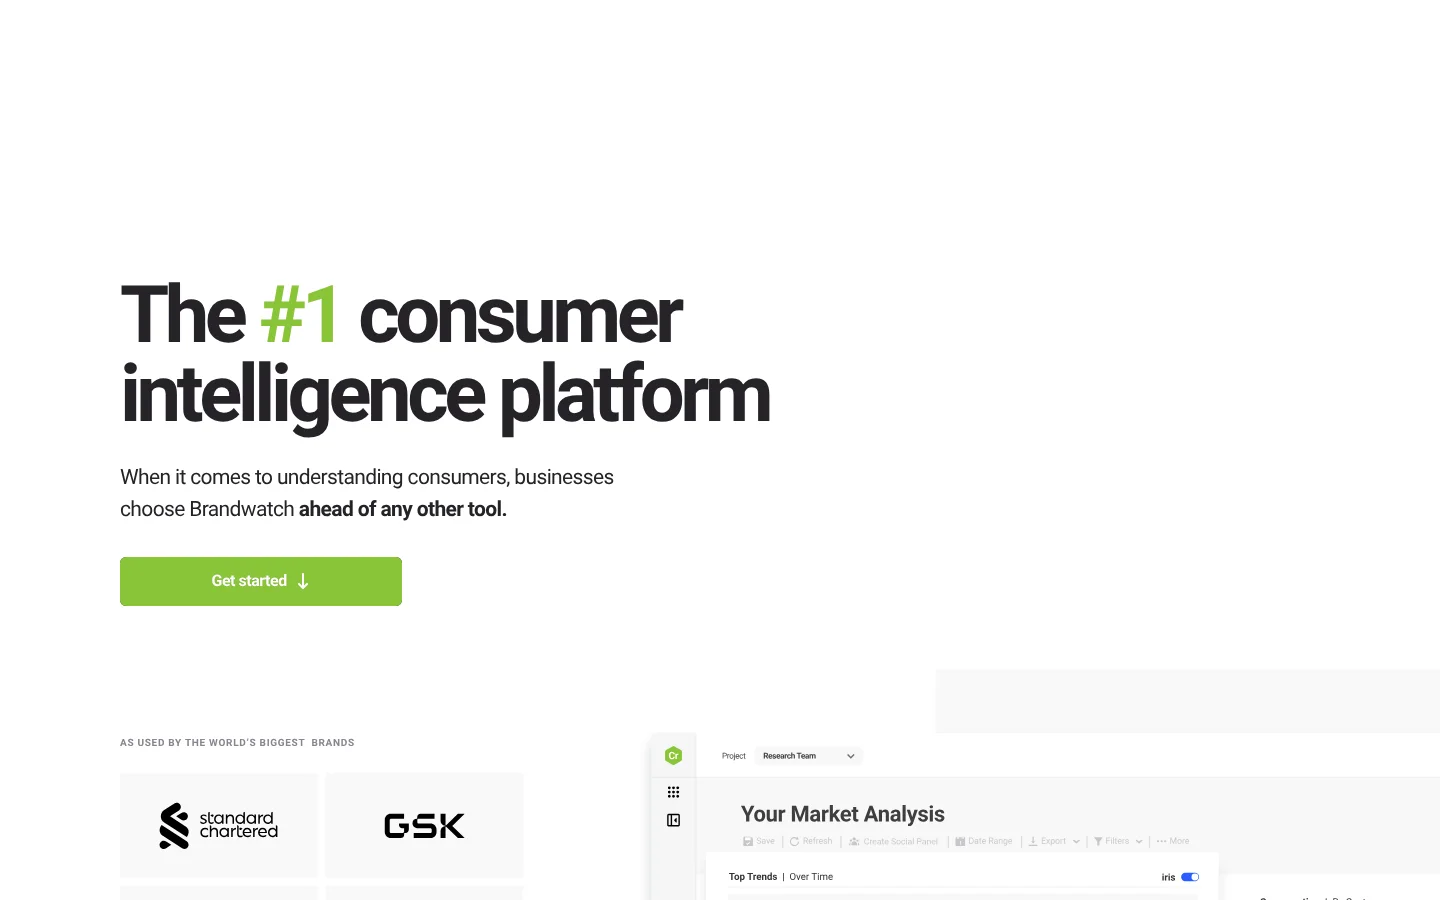 The #1 consumer
intelligence platform
When it comes to understanding consumers, businesses
choose Brandwatch ahead of any other tool.
Get started ↓
AS USED BY THE WORLD'S BIGGEST BRANDS
standard
chartered
GSK
Cr
Project Research Team
Your Market Analysis
Save | Refresh | Create Social Panel | Date Range | Export | Filters | More
Top Trends | Over Time iris